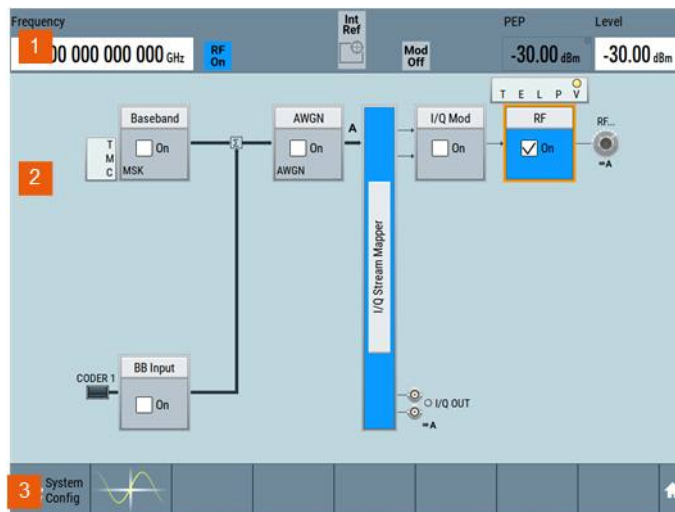 Frequency
Int
Ref
PEP
Level
1
00 000 000 000 GHz
RF
On
Mod
Off
-30.00 dBm
-30.00 dBm
T E L P V
Baseband
AWGN
I/Q Mod
RF
RF...
T
M
C
On
MSK
On
AWGN
A
On
On
∞A
2
I/Q Stream Mapper
BB Input
CODER 1
On
I/Q OUT
∞A
3
System
Config